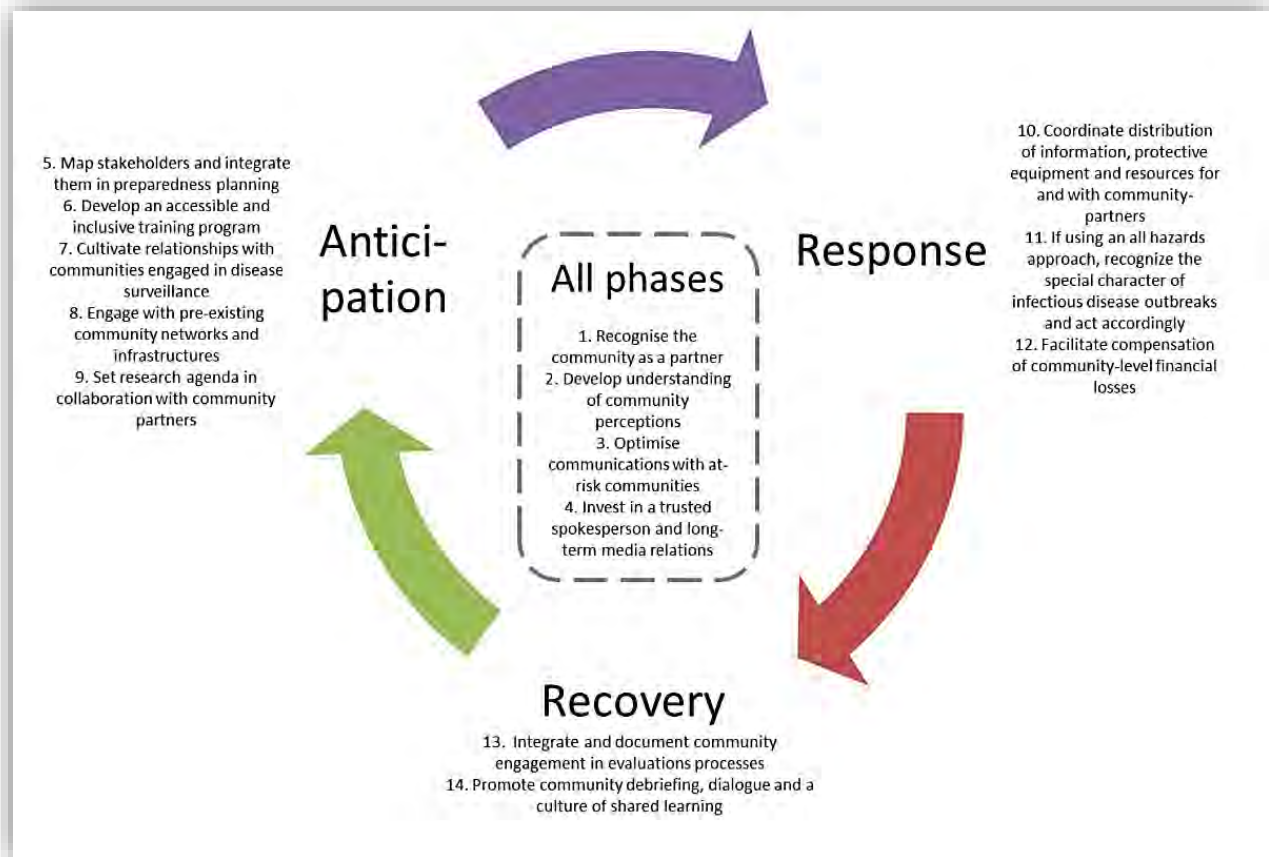 5. Map stakeholders and integrate
them in preparedness planning
6. Develop an accessible and
inclusive training program
7. Cultivate relationships with
communities engaged in disease
surveillance
8. Engage with pre-existing
community networks and
infrastructures
9. Set research agenda in
collaboration with community
partners
Antici-
pation
All phases
1. Recognise the
community as a partner
2. Develop understanding
of community
perceptions
3. Optimise
communications with at-
risk communities
4. Invest in a trusted
spokesperson and long-
term media relations
Response
10. Coordinate distribution
of information, protective
equipment and resources for
and with community-
partners
11. If using an all hazards
approach, recognize the
special character of
infectious disease outbreaks
and act accordingly
12. Facilitate compensation
of community-level financial
losses
Recovery
13. Integrate and document community
engagement in evaluations processes
14. Promote community debriefing, dialogue and a
culture of shared learning